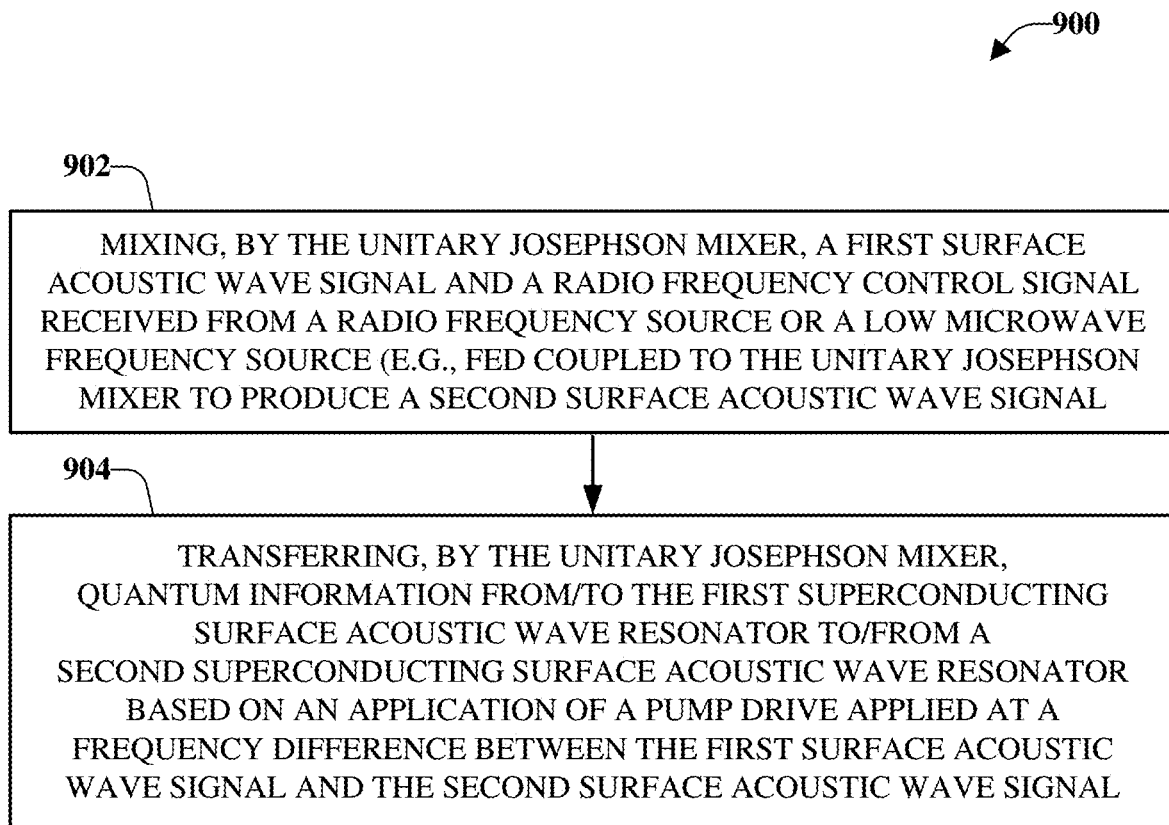 900
902
MIXING, BY THE UNITARY JOSEPHSON MIXER, A FIRST SURFACE
ACOUSTIC WAVE SIGNAL AND A RADIO FREQUENCY CONTROL SIGNAL
RECEIVED FROM A RADIO FREQUENCY SOURCE OR A LOW MICROWAVE
FREQUENCY SOURCE (E.G., FED COUPLED TO THE UNITARY JOSEPHSON
MIXER TO PRODUCE A SECOND SURFACE ACOUSTIC WAVE SIGNAL
904
TRANSFERRING, BY THE UNITARY JOSEPHSON MIXER,
QUANTUM INFORMATION FROM/TO THE FIRST SUPERCONDUCTING
SURFACE ACOUSTIC WAVE RESONATOR TO/FROM A
SECOND SUPERCONDUCTING SURFACE ACOUSTIC WAVE RESONATOR
BASED ON AN APPLICATION OF A PUMP DRIVE APPLIED AT A
FREQUENCY DIFFERENCE BETWEEN THE FIRST SURFACE ACOUSTIC
WAVE SIGNAL AND THE SECOND SURFACE ACOUSTIC WAVE SIGNAL